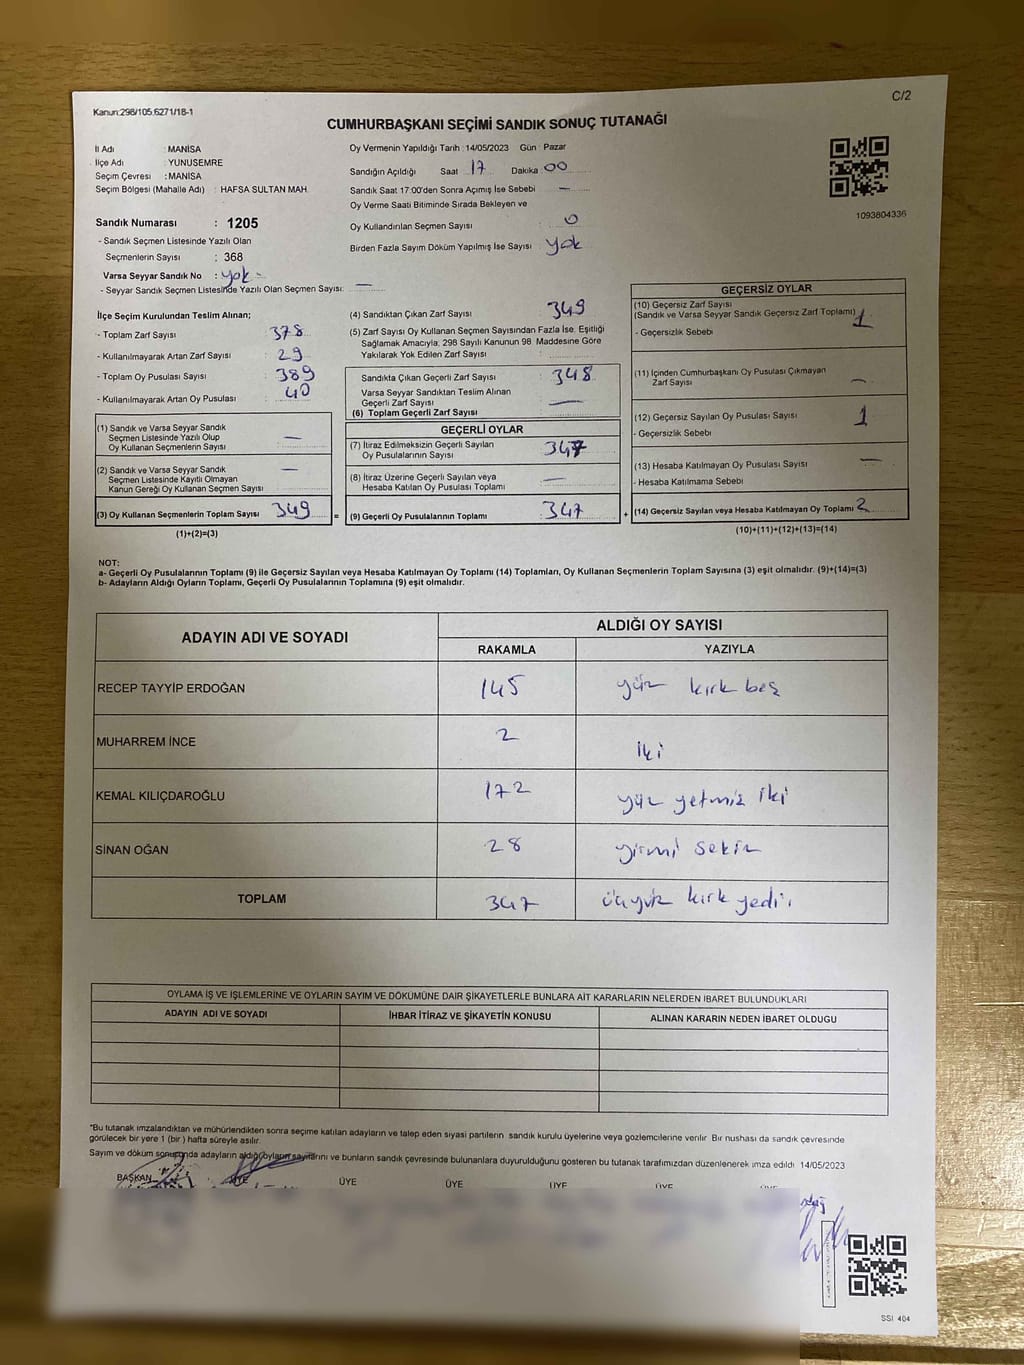 C/2
Kanun:298/105,6271/18-1
CUMHURBAŞKANI SEÇİMİ SANDIK SONUÇ TUTANAĞI
İl Adı : MANİSA
İlçe Adı : YUNUSEMRE
Seçim Çevresi : MANİSA
Seçim Bölgesi (Mahalle Adı) : HAFSA SULTAN MAH.
Sandık Numarası : 1205
- Sandık Seçmen Listesinde Yazılı Olan
Seçmenlerin Sayısı : 368
Varsa Seyyar Sandık No : yok -
- Seyyar Sandık Seçmen Listesinde Yazılı Olan Seçmen Sayısı: —
Oy Vermenin Yapıldığı Tarih : 14/05/2023 Gün : Pazar
Sandığın Açıldığı Saat 17 Dakika 00
Sandık Saat 17:00'den Sonra Açımış İse Sebebi —
Oy Verme Saati Bitiminde Sırada Bekleyen ve
Oy Kullandırılan Seçmen Sayısı : 0
Birden Fazla Sayım Döküm Yapılmış İse Sayısı : yok
1093804336
İlçe Seçim Kurulundan Teslim Alınan;
- Toplam Zarf Sayısı : 378
- Kullanılmayarak Artan Zarf Sayısı : 29
- Toplam Oy Pusulası Sayısı : 389
- Kullanılmayarak Artan Oy Pusulası : 40
(1) Sandık ve Varsa Seyyar Sandık
Seçmen Listesinde Yazılı Olup
Oy Kullanan Seçmenlerin Sayısı —
(2) Sandık ve Varsa Seyyar Sandık
Seçmen Listesinde Kayıtlı Olmayan
Kanun Gereği Oy Kullanan Seçmen Sayısı —
(3) Oy Kullanan Seçmenlerin Toplam Sayısı 349 =
(1)+(2)=(3)
(4) Sandıktan Çıkan Zarf Sayısı : 349
(5) Zarf Sayısı Oy Kullanan Seçmen Sayısından Fazla İse, Eşitliği
Sağlamak Amacıyla, 298 Sayılı Kanunun 98. Maddesine Göre
Yakılarak Yok Edilen Zarf Sayısı :
Sandıkta Çıkan Geçerli Zarf Sayısı : 348
Varsa Seyyar Sandıktan Teslim Alınan
Geçerli Zarf Sayısı : —
(6) Toplam Geçerli Zarf Sayısı :
GEÇERLİ OYLAR
(7) İtiraz Edilmeksizin Geçerli Sayılan
Oy Pusulalarının Sayısı : 347
(8) İtiraz Üzerine Geçerli Sayılan veya
Hesaba Katılan Oy Pusulası Toplamı —
(9) Geçerli Oy Pusulalarının Toplamı : 347 +
GEÇERSİZ OYLAR
(10) Geçersiz Zarf Sayısı
(Sandık ve Varsa Seyyar Sandık Geçersiz Zarf Toplamı) 1
- Geçersizlik Sebebi
(11) İçinden Cumhurbaşkanı Oy Pusulası Çıkmayan
Zarf Sayısı —
(12) Geçersiz Sayılan Oy Pusulası Sayısı 1
- Geçersizlik Sebebi
(13) Hesaba Katılmayan Oy Pusulası Sayısı —
- Hesaba Katılmama Sebebi
(14) Geçersiz Sayılan veya Hesaba Katılmayan Oy Toplamı 2
(10)+(11)+(12)+(13)=(14)
NOT:
a- Geçerli Oy Pusulalarının Toplamı (9) ile Geçersiz Sayılan veya Hesaba Katılmayan Oy Toplamı (14) Toplamları, Oy Kullanan Seçmenlerin Toplam Sayısına (3) eşit olmalıdır. (9)+(14)=(3)
b- Adayların Aldığı Oyların Toplamı, Geçerli Oy Pusulalarının Toplamına (9) eşit olmalıdır.
ADAYIN ADI VE SOYADI ALDIĞI OY SAYISI
RAKAMLA YAZIYLA
RECEP TAYYİP ERDOĞAN 145 yüz kırk beş
MUHARREM İNCE 2 iki
KEMAL KILIÇDAROĞLU 172 yüz yetmiş iki
SİNAN OĞAN 28 yirmi sekiz
TOPLAM 347 üçyüz kırk yedi
OYLAMA İŞ VE İŞLEMLERİNE VE OYLARIN SAYIM VE DÖKÜMÜNE DAİR ŞİKAYETLERLE BUNLARA AİT KARARLARIN NELERDEN İBARET BULUNDUKLARI
ADAYIN ADI VE SOYADI İHBAR İTİRAZ VE ŞİKAYETİN KONUSU ALINAN KARARIN NEDEN İBARET OLDUGU
*Bu tutanak imzalandıktan ve mühürlendikten sonra seçime katılan adayların ve talep eden siyasi partilerin sandık kurulu üyelerine veya gözlemcilerine verilir. Bir nushası da sandık çevresinde
görülecek bir yere 1 (bir) hafta süreyle asılır.
Sayım ve döküm sonucunda adayların aldığı oyların sayılarını ve bunların sandık çevresinde bulunanlara duyurulduğunu gösteren bu tutanak tarafımızdan düzenlenerek imza edildi. 14/05/2023
BAŞKAN ÜYE ÜYE ÜYE ÜYE ÜYE ÜYE
SSI 404